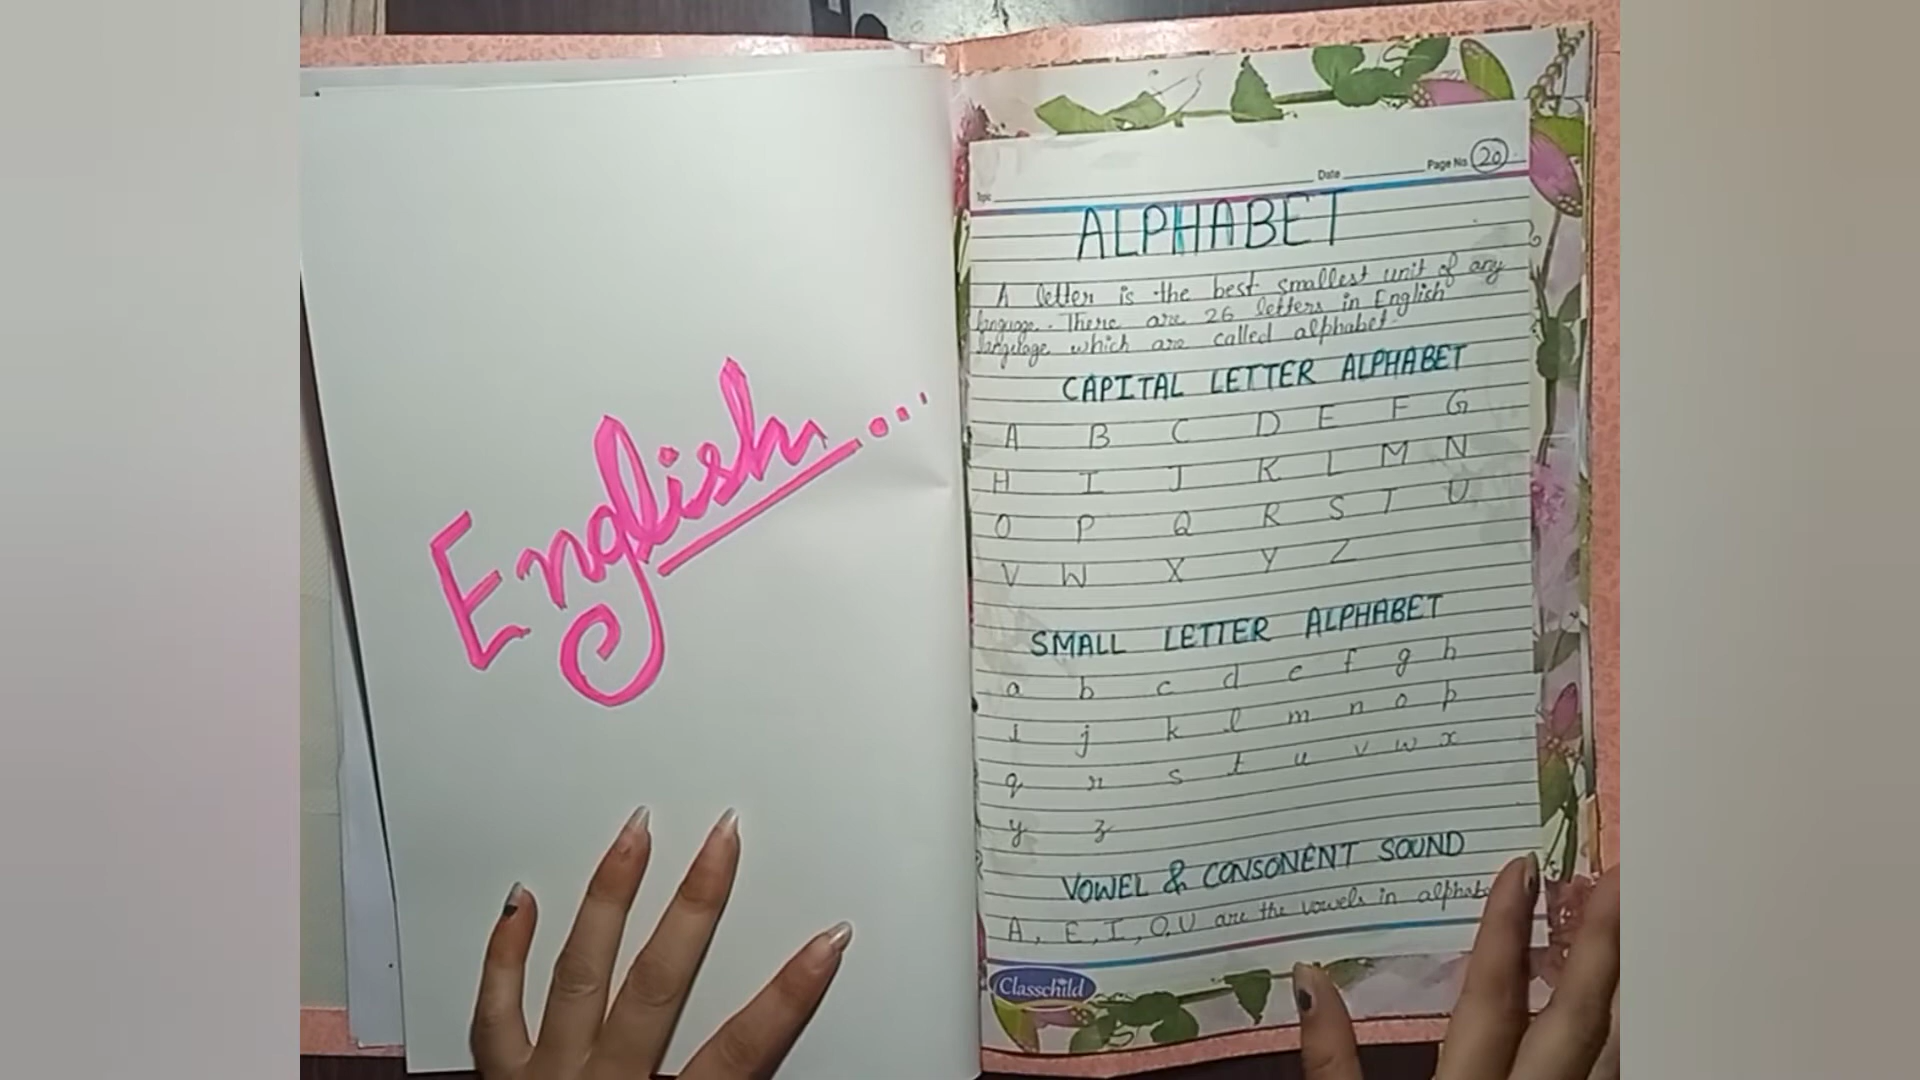 English...
Topic Date Page No. 20
ALPHABET
A letter is the best smallest unit of any
language. There are 26 letters in English
language which are called alphabet.
CAPITAL LETTER ALPHABET
A B C D E F G
H I J K L M N
O P Q R S T U
V W X Y Z
SMALL LETTER ALPHABET
a b c d e f g h
i j k l m n o p
q r s t u v w x
y z
VOWEL & CONSONENT SOUND
A, E, I, O, U are the vowels in alphabe
Classchild